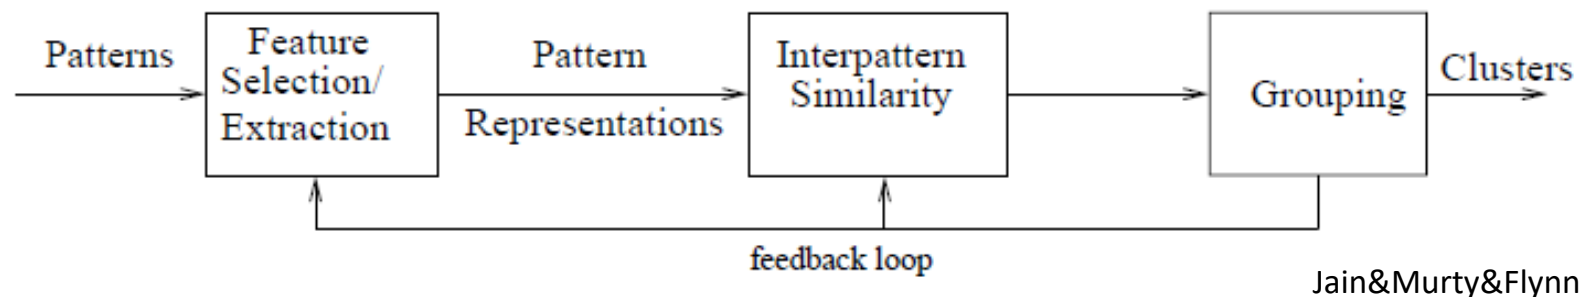 Patterns
Feature
Selection/
Extraction
Pattern
Representations
Interpattern
Similarity
Grouping
Clusters
feedback loop
Jain&Murty&Flynn